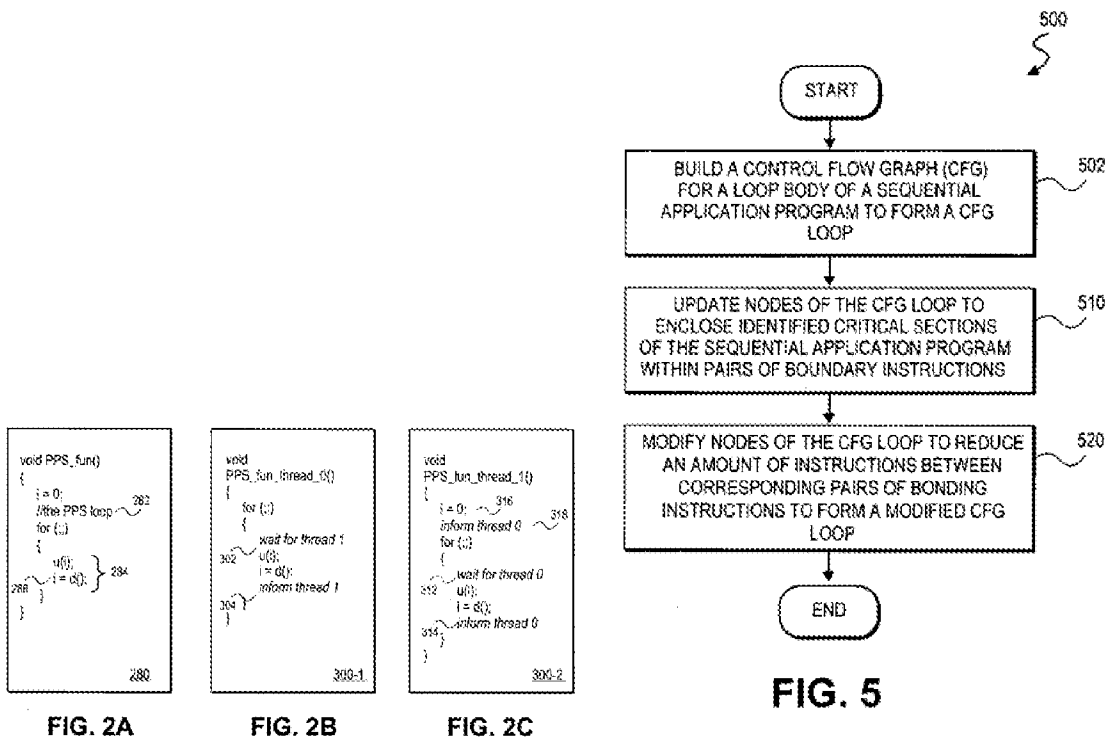 500
START
BUILD A CONTROL FLOW GRAPH (CFG)
FOR A LOOP BODY OF A SEQUENTIAL
APPLICATION PROGRAM TO FORM A CFG
LOOP
502
UPDATE NODES OF THE CFG LOOP TO
ENCLOSE IDENTIFIED CRITICAL SECTIONS
OF THE SEQUENTIAL APPLICATION PROGRAM
WITHIN PAIRS OF BOUNDARY INSTRUCTIONS
510
MODIFY NODES OF THE CFG LOOP TO REDUCE
AN AMOUNT OF INSTRUCTIONS BETWEEN
CORRESPONDING PAIRS OF BONDING
INSTRUCTIONS TO FORM A MODIFIED CFG
LOOP
520
END
FIG. 5
void PPS_fun()
{
i = 0;
//the PPS loop 282
for (;;)
{
u(i);
286 i = d(); } 284
}
}
280
FIG. 2A
void
PPS_fun_thread_0()
{
for (;;)
{
wait for thread 1
302 u(i);
i = d();
inform thread 1
304 }
}
300-1
FIG. 2B
void
PPS_fun_thread_1()
{
i = 0; 316
inform thread 0 318
for (;;)
{
wait for thread 0
312 u(i);
i = d();
314 inform thread 0
}
}
300-2
FIG. 2C